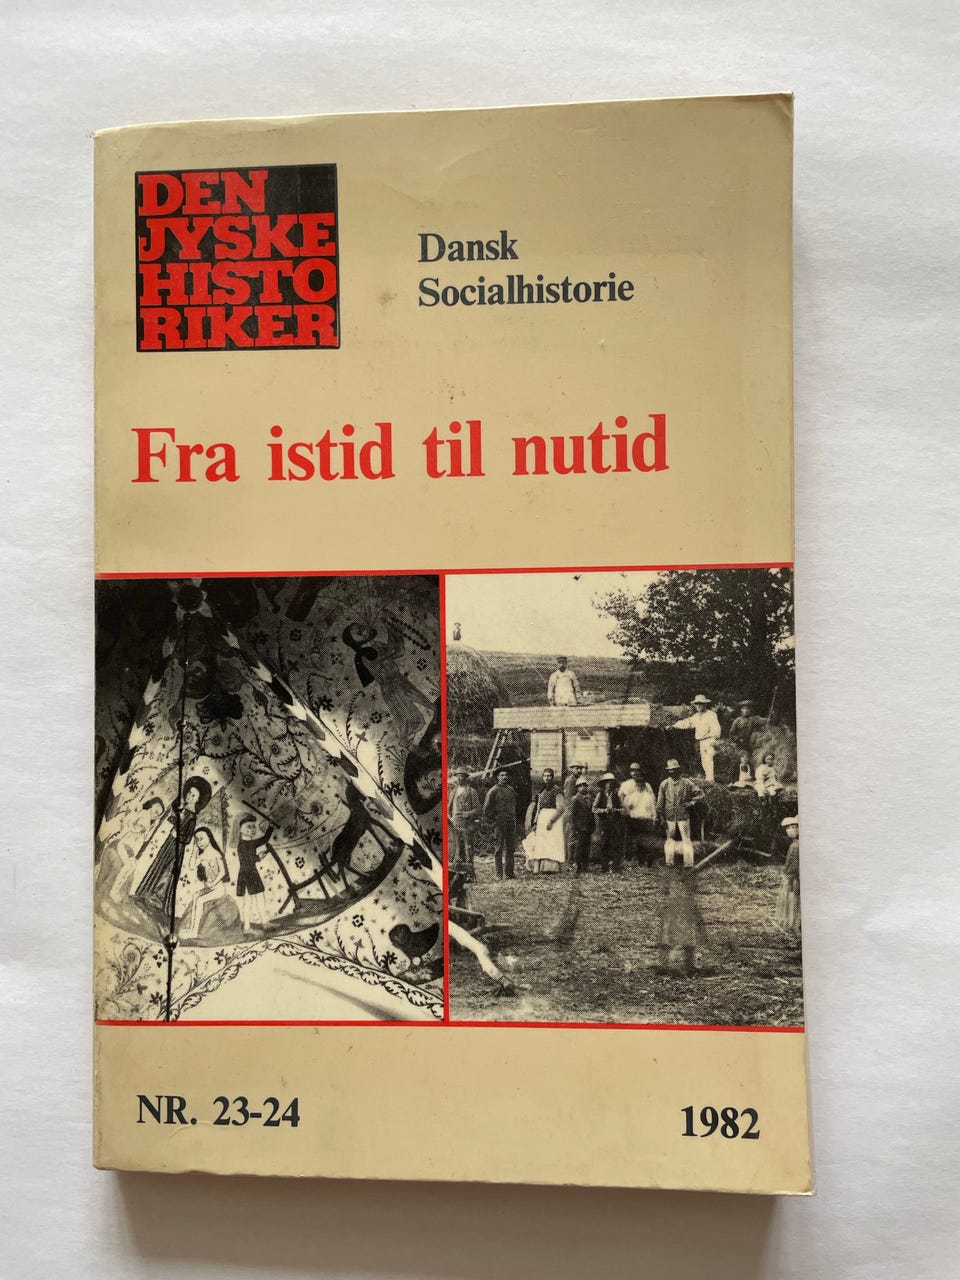 DEN
JYSKE
HISTO
RIKER
Dansk
Socialhistorie
Fra istid til nutid
NR. 23-24
1982